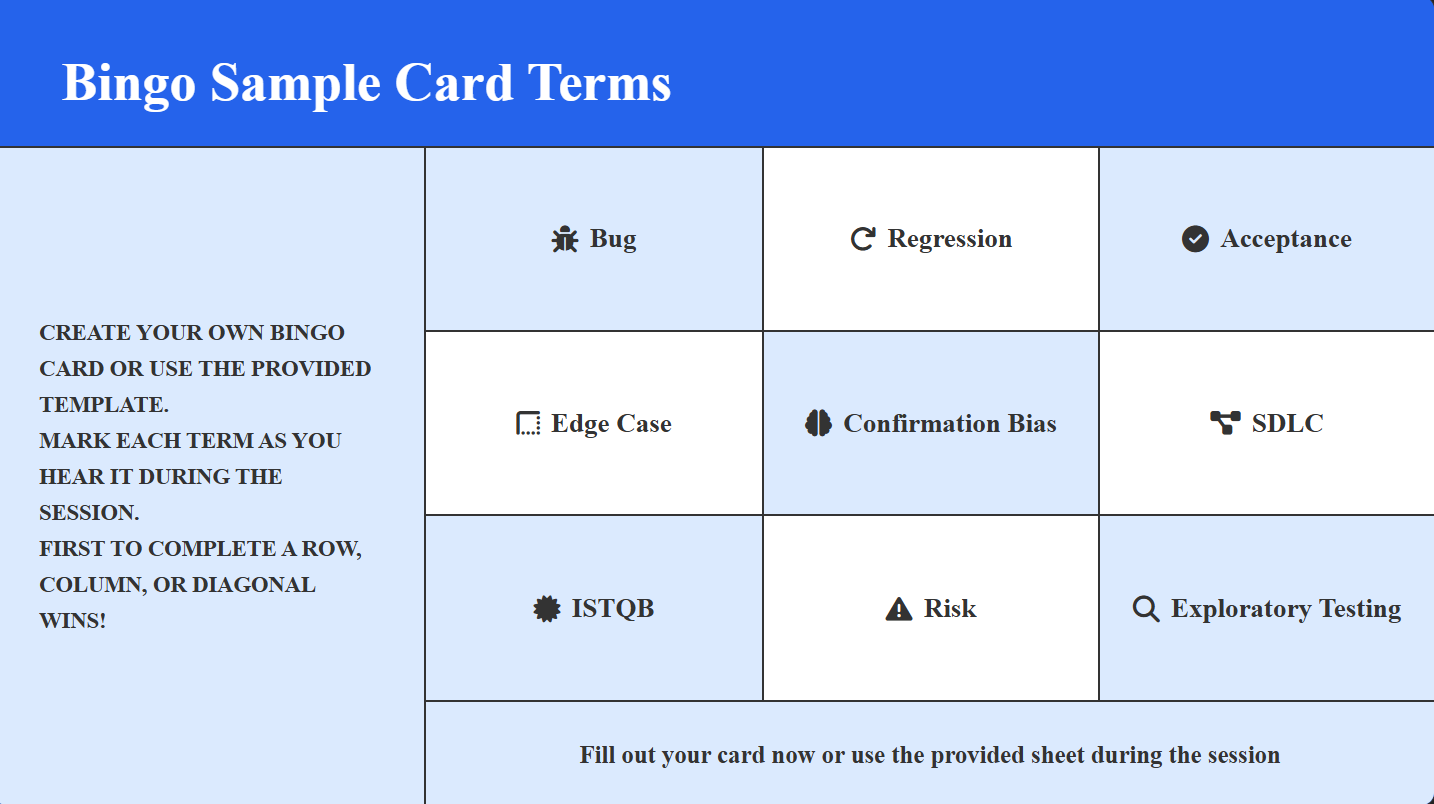 Bingo Sample Card Terms
CREATE YOUR OWN BINGO
CARD OR USE THE PROVIDED
TEMPLATE.
MARK EACH TERM AS YOU
HEAR IT DURING THE
SESSION.
FIRST TO COMPLETE A ROW,
COLUMN, OR DIAGONAL
WINS!
Bug
Regression
Acceptance
Edge Case
Confirmation Bias
SDLC
ISTQB
Risk
Exploratory Testing
Fill out your card now or use the provided sheet during the session